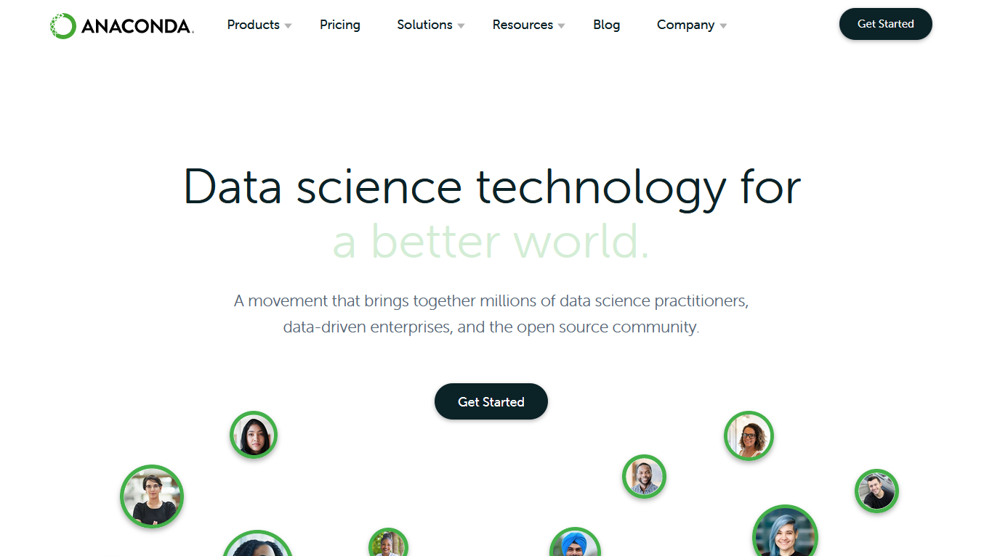 ANACONDA.
Products Pricing Solutions Resources Blog Company Get Started
Data science technology for
a better world.
A movement that brings together millions of data science practitioners,
data-driven enterprises, and the open source community.
Get Started